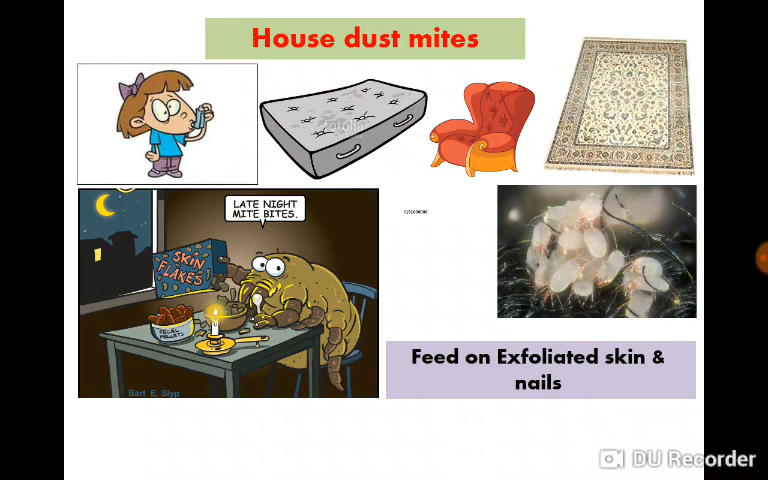 House dust mites
fotolia
LATE NIGHT
MITE BITES.
SKIN
FLAKES
FECAL
PELLETS
Bart E. Slyp
Feed on Exfoliated skin &
nails
DU Recorder